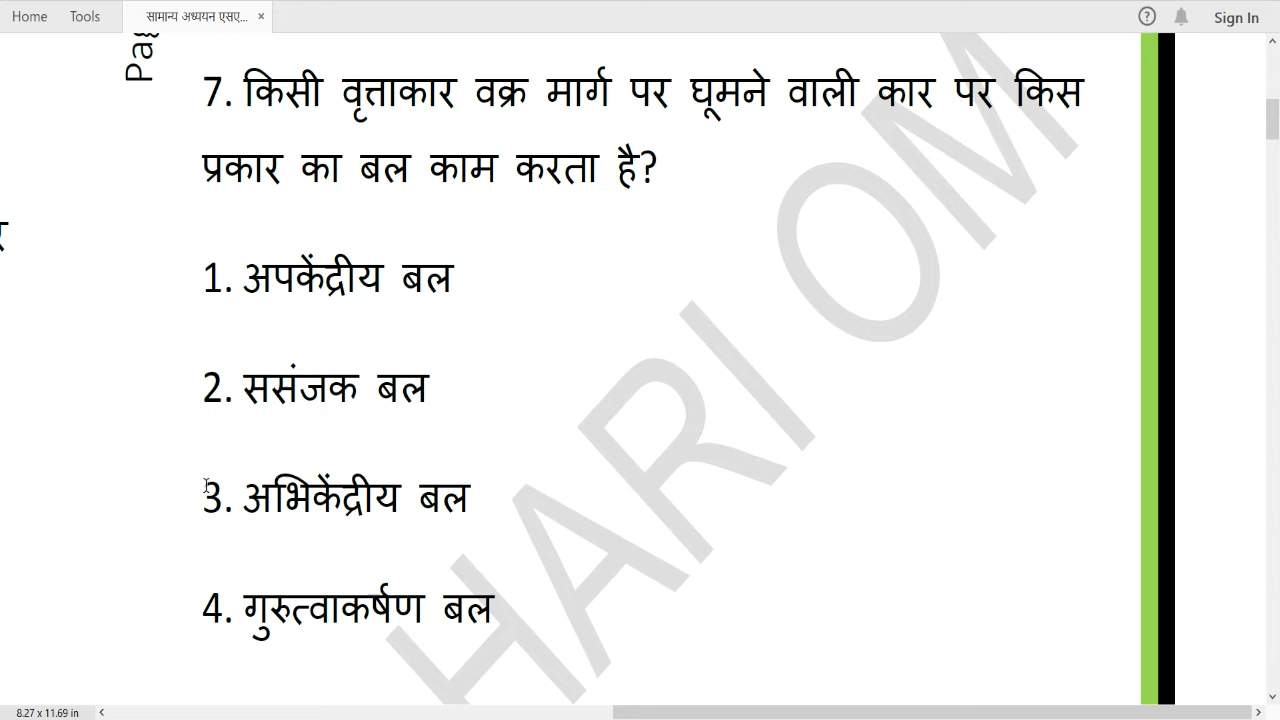 Home Tools सामान्य अध्ययन एसए... × Sign In
Pag
7. किसी वृत्ताकार वक्र मार्ग पर घूमने वाली कार पर किस
प्रकार का बल काम करता है?
1. अपकेंद्रीय बल
2. ससंजक बल
3. अभिकेंद्रीय बल
4. गुरुत्वाकर्षण बल
HARI OM
8.27 x 11.69 in